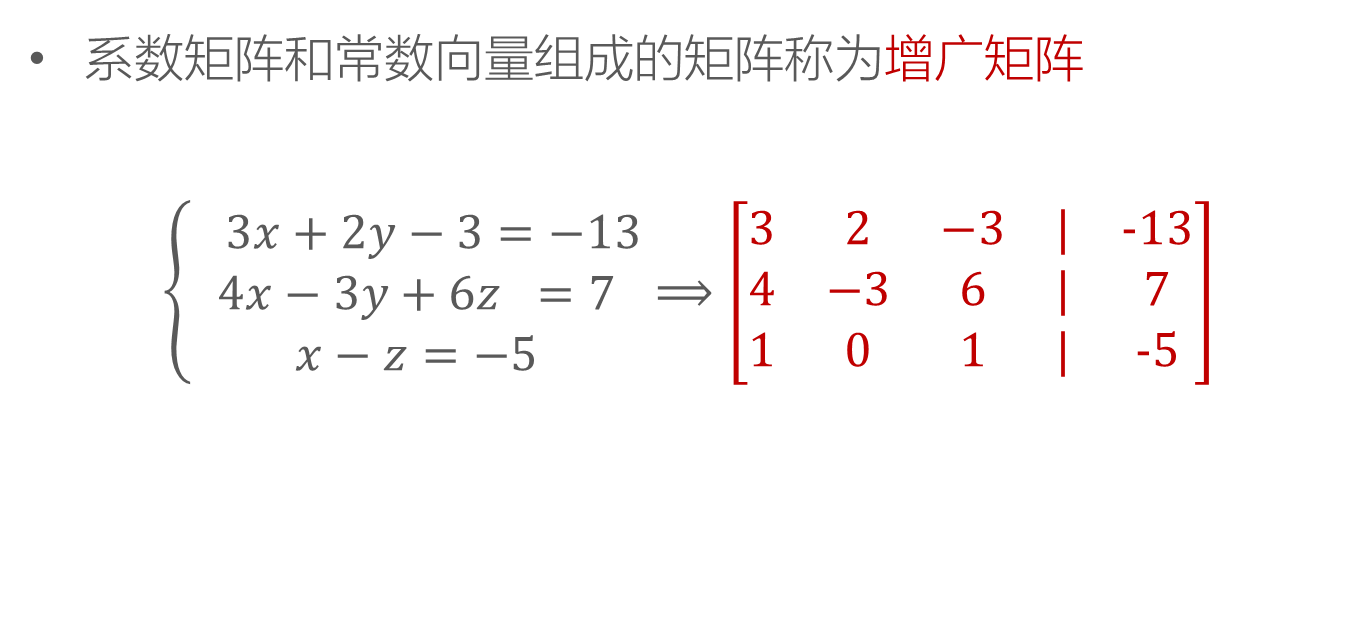 • 系数矩阵和常数向量组成的矩阵称为增广矩阵
3x + 2y − 3 = −13
4x − 3y + 6z = 7 ⟹
x − z = −5
3 2 −3 | -13
4 −3 6 | 7
1 0 1 | -5